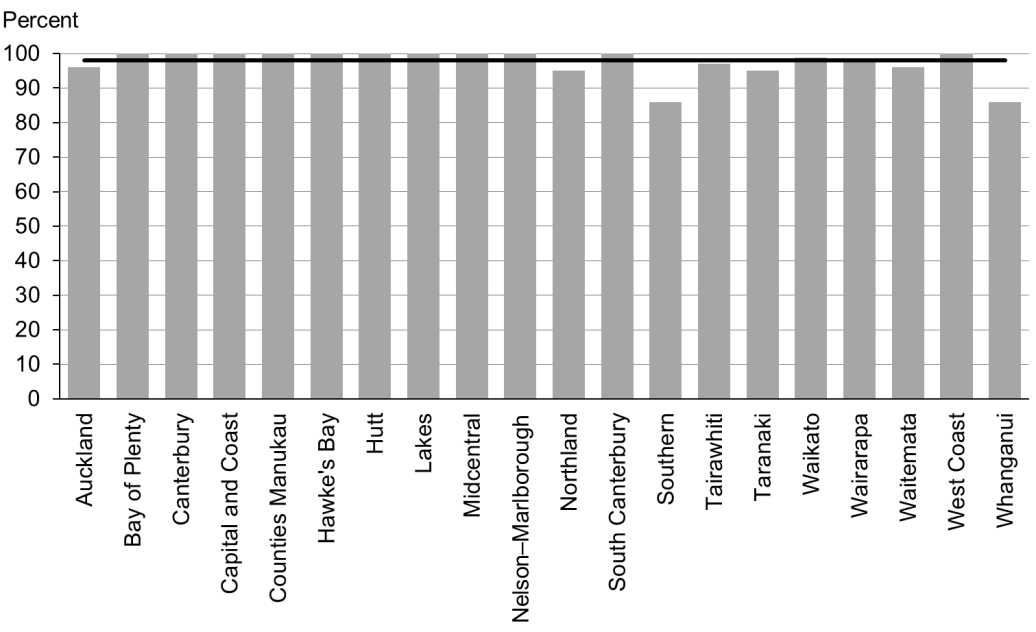 Percent
100
90
80
70
60
50
40
30
20
10
0
Auckland
Bay of Plenty
Canterbury
Capital and Coast
Counties Manukau
Hawke's Bay
Hutt
Lakes
Midcentral
Nelson–Marlborough
Northland
South Canterbury
Southern
Tairawhiti
Taranaki
Waikato
Wairarapa
Waitemata
West Coast
Whanganui